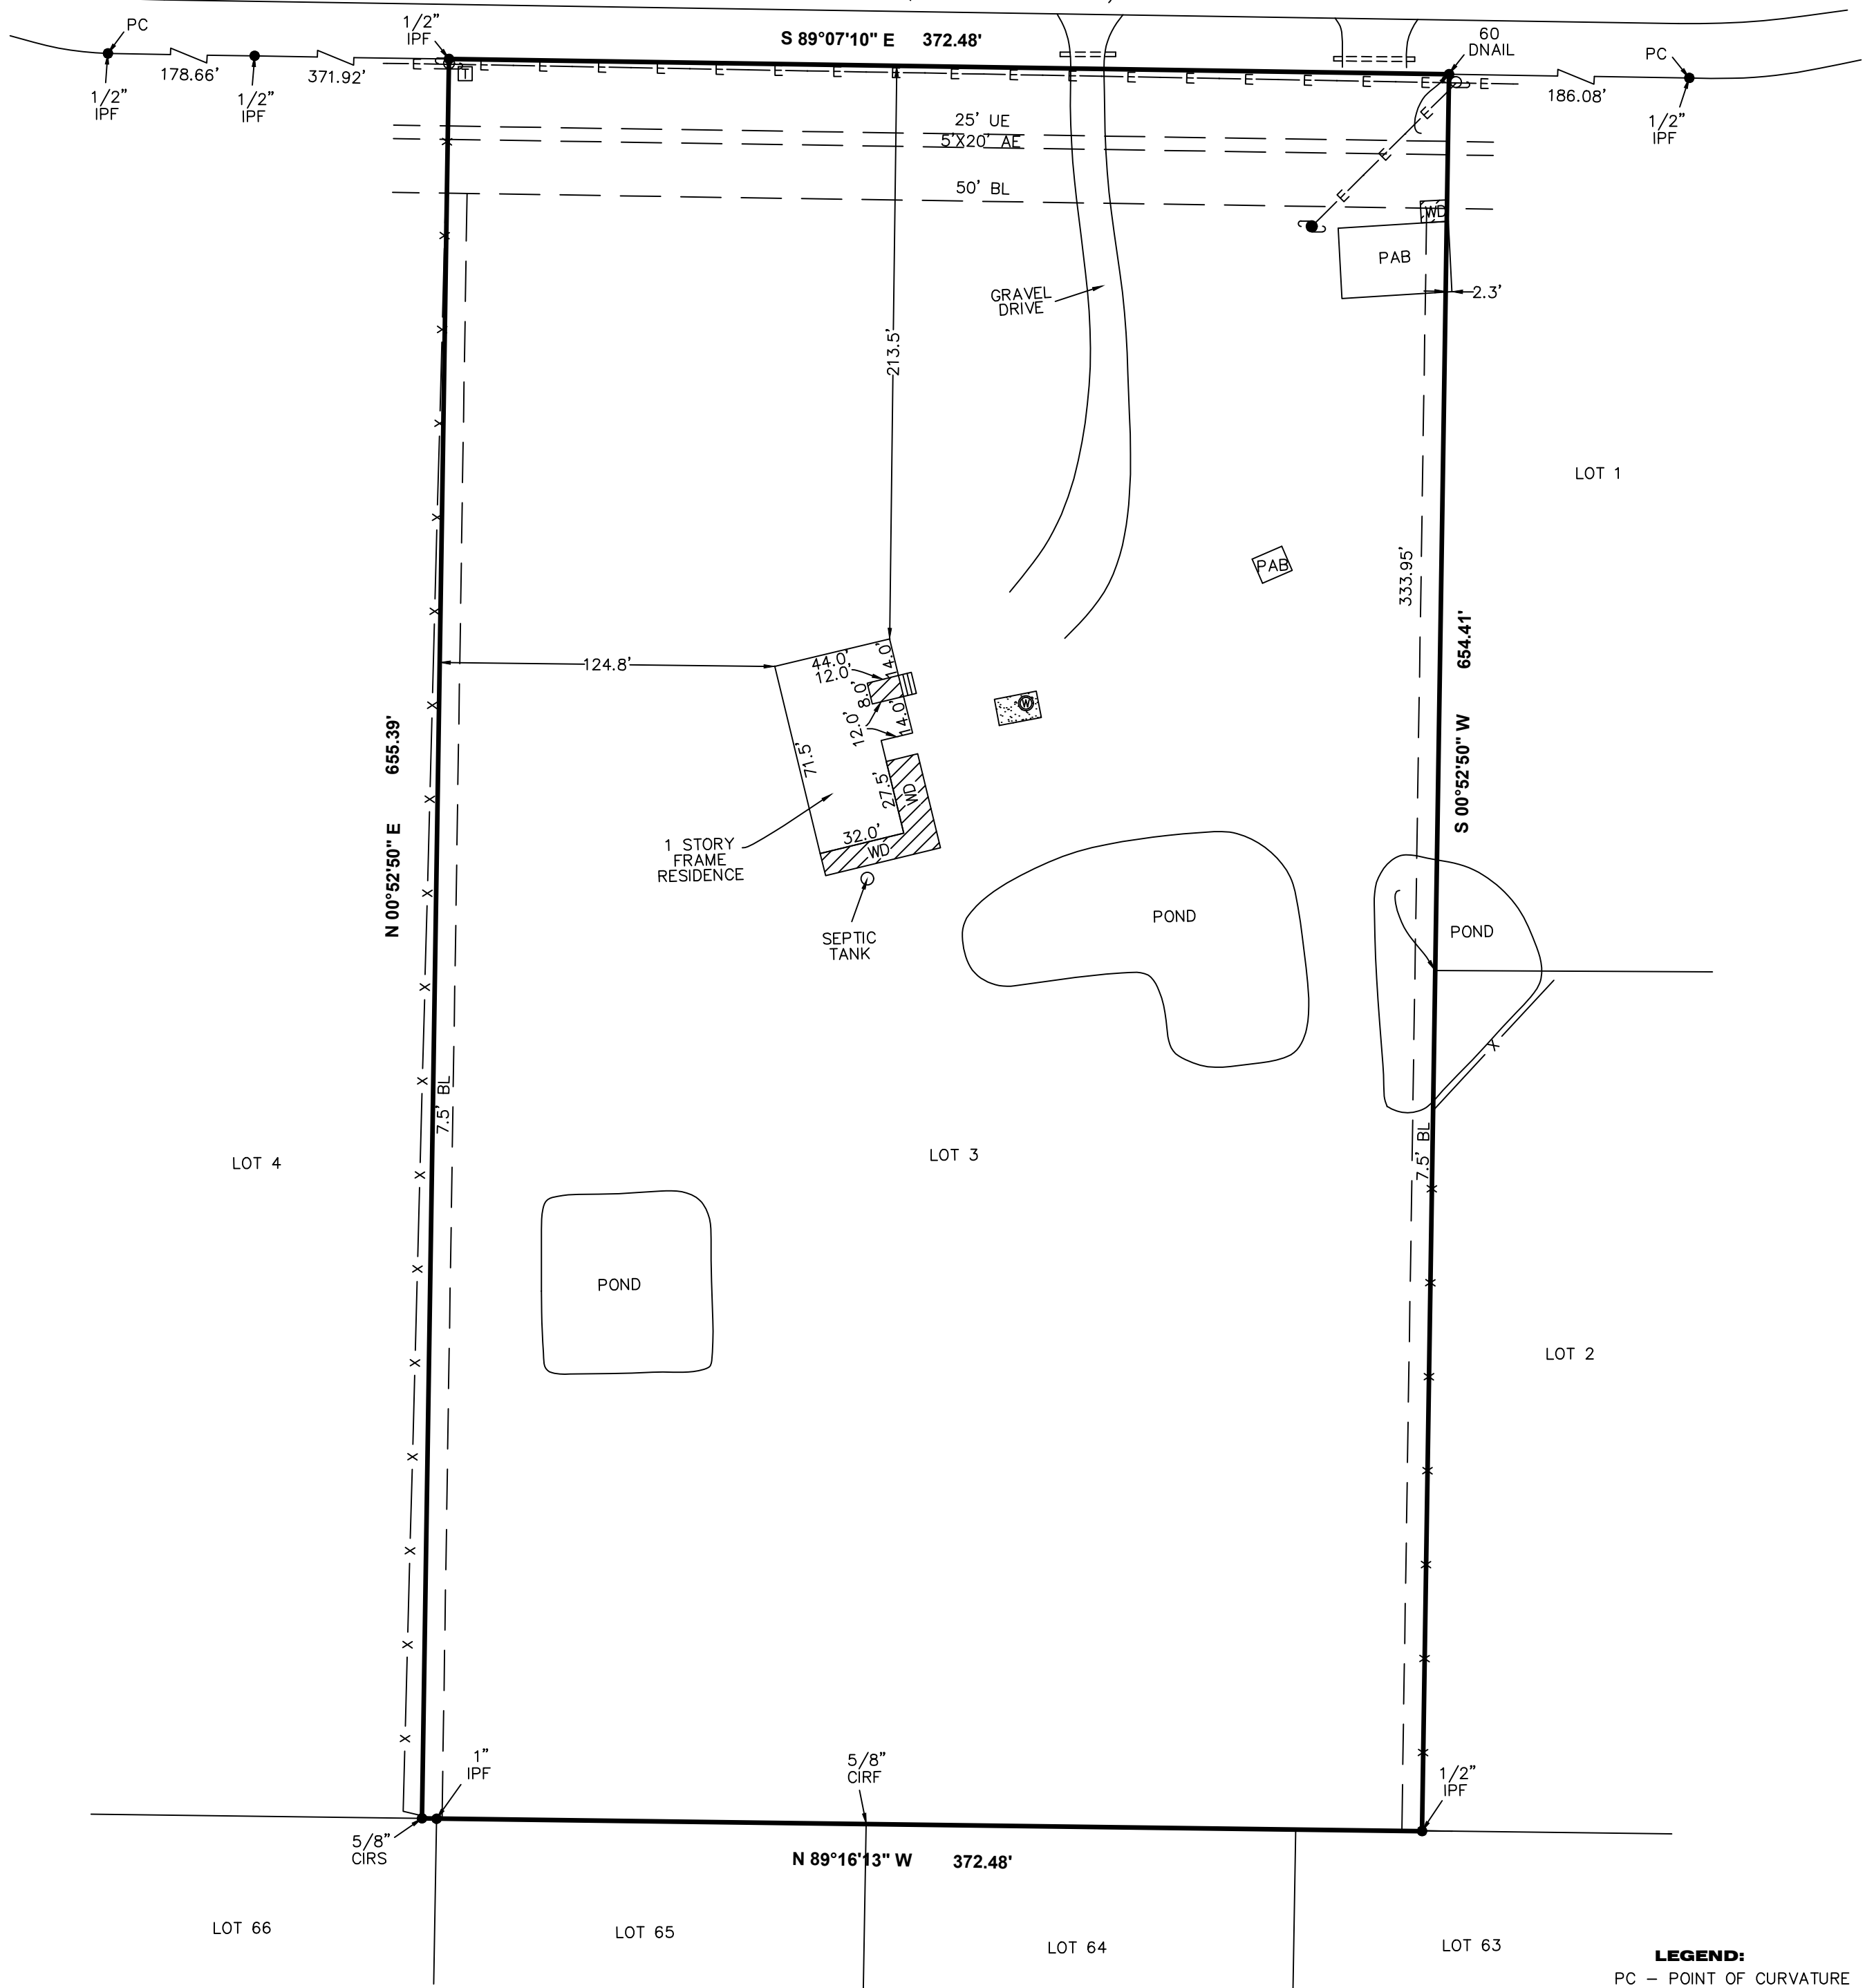 PC
1/2"
IPF
178.66'
1/2"
IPF
371.92'
1/2"
IPF
E E E E E E E E E E E E E E E E E E E
T
S 89°07'10" E 372.48'
60
DNAIL
PC
186.08'
1/2"
IPF
25' UE
5'X20' AE
50' BL
E
E
E
WD
PAB
2.3'
GRAVEL
DRIVE
213.5'
LOT 1
333.95'
PAB
S 00°52'50" W 654.41'
124.8'
44.0'
12.0'
14.0'
8.0'
12.0'
14.0'
W
71.5'
27.5'
WD
32.0'
WD
1 STORY
FRAME
RESIDENCE
SEPTIC
TANK
N 00°52'50" E 655.39'
POND
POND
X
7.5' BL
7.5' BL
LOT 4
LOT 3
POND
LOT 2
X X X X X X X X X X X X X X X X X X
X X X X X X X
1"
IPF
5/8"
CIRS
5/8"
CIRF
1/2"
IPF
N 89°16'13" W 372.48'
LOT 66
LOT 65
LOT 64
LOT 63
LEGEND:
PC – POINT OF CURVATURE